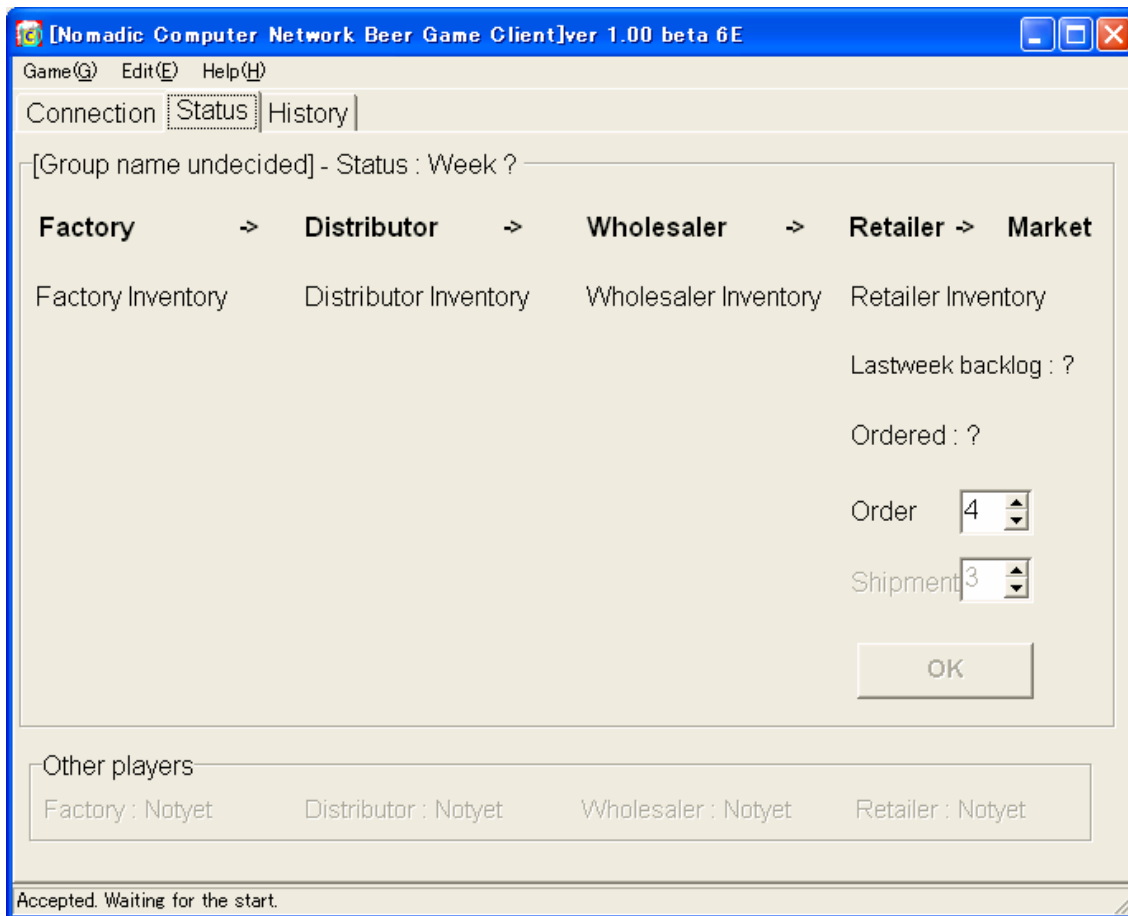 [Nomadic Computer Network Beer Game Client]ver 1.00 beta 6E
Game(G) Edit(E) Help(H)
Connection Status History
[Group name undecided] - Status : Week ?
Factory -> Distributor -> Wholesaler -> Retailer -> Market
Factory Inventory Distributor Inventory Wholesaler Inventory Retailer Inventory
Lastweek backlog : ?
Ordered : ?
Order 4
Shipment 3
OK
Other players
Factory : Notyet Distributor : Notyet Wholesaler : Notyet Retailer : Notyet
Accepted. Waiting for the start.